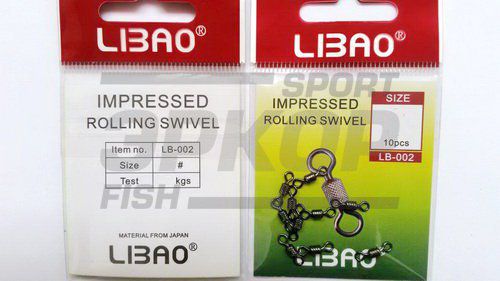 LIBAO®
IMPRESSED
ROLLING SWIVEL
Item no. LB-002
Size #
Test kgs
MATERIAL FROM JAPAN
LIBAO®
LIBAO®
IMPRESSED
ROLLING SWIVEL
SIZE
10pcs
LB-002
LIBAO®
SPORT
ЭРКОР
FISH